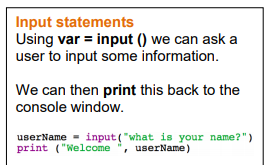 Input statements
Using var = input () we can ask a
user to input some information.
We can then print this back to the
console window.
userName = input("what is your name?")
print ("Welcome ", userName)